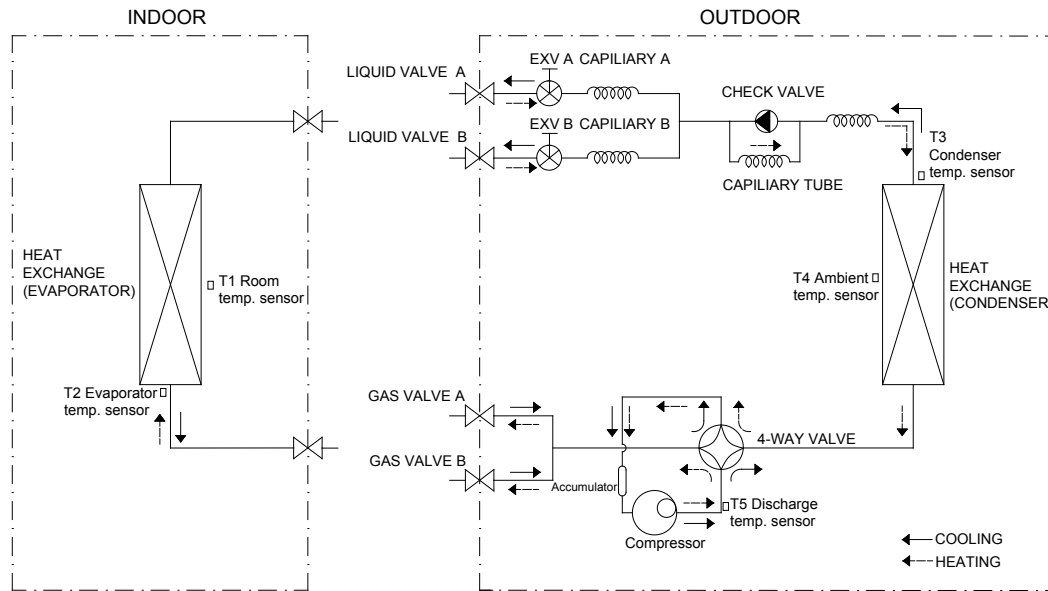 INDOOR
OUTDOOR
LIQUID VALVE A
EXV A CAPILIARY A
CHECK VALVE
LIQUID VALVE B
EXV B CAPILIARY B
CAPILIARY TUBE
T3
Condenser
temp. sensor
HEAT
EXCHANGE
(EVAPORATOR)
T1 Room
temp. sensor
T4 Ambient
temp. sensor
HEAT
EXCHANGE
(CONDENSER)
T2 Evaporator
temp. sensor
GAS VALVE A
4-WAY VALVE
GAS VALVE B
Accumulator
T5 Discharge
temp. sensor
Compressor
COOLING
HEATING